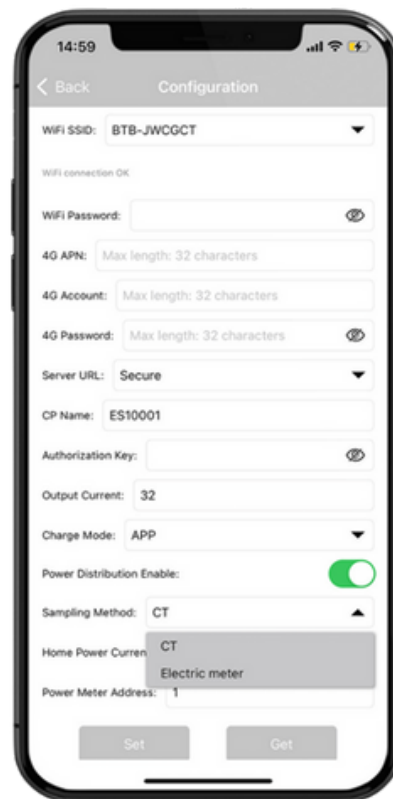 14:59
Back Configuration
WiFi SSID: BTB-JWCGCT
WiFi connection OK
WiFi Password:
4G APN: Max length: 32 characters
4G Account: Max length: 32 characters
4G Password: Max length: 32 characters
Server URL: Secure
CP Name: ES10001
Authorization Key:
Output Current: 32
Charge Mode: APP
Power Distribution Enable:
Sampling Method: CT
CT
Home Power Curren
Electric meter
Power Meter Address: 1
Set Get